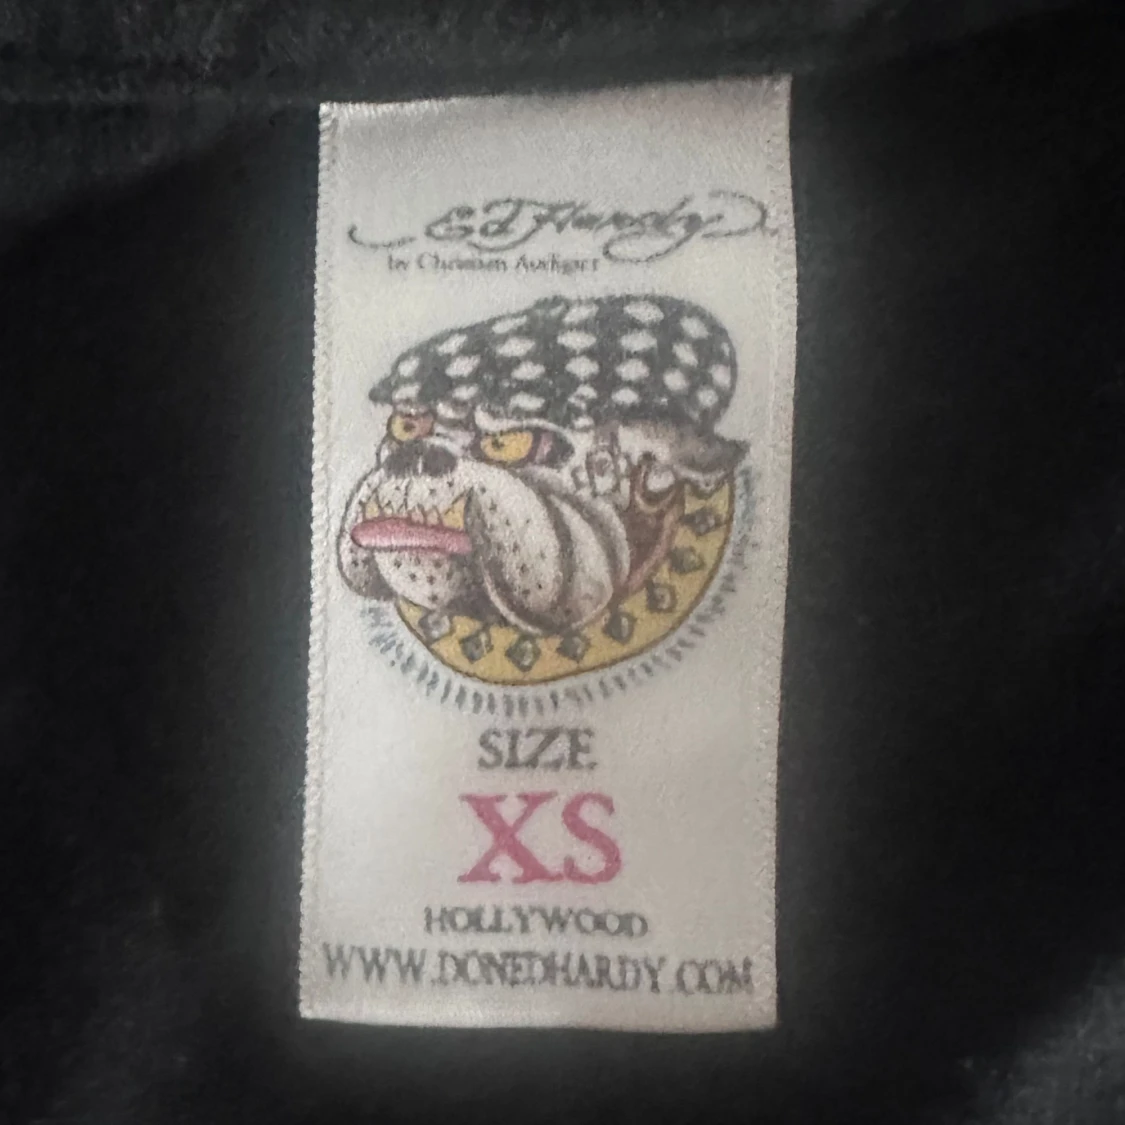 Ed Hardy
by Christian Audigier
SIZE
XS
HOLLYWOOD
WWW.DONEDHARDY.COM